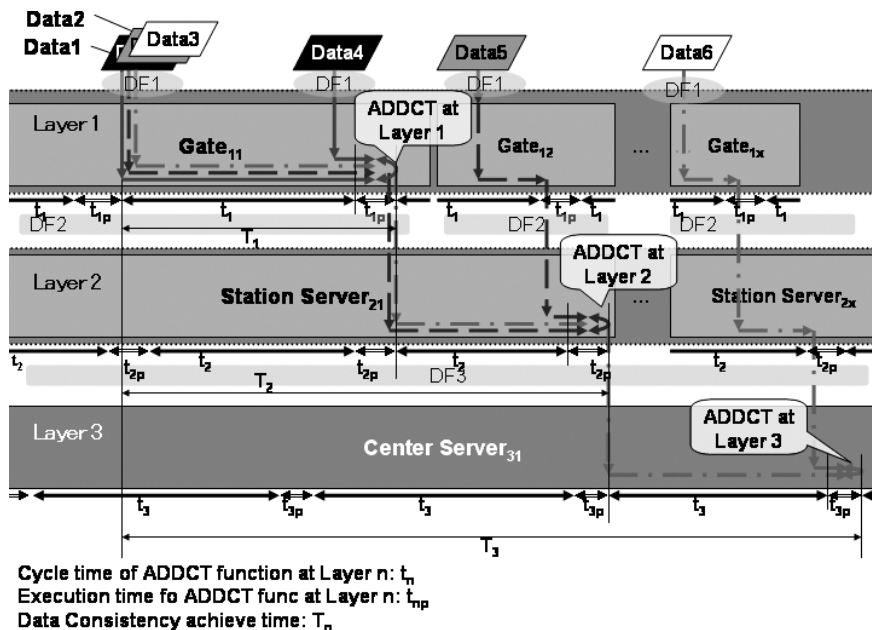 Data2
Data1
D
Data3
Data4
Data5
Data6
DF1
DF1
DF1
DF1
Layer 1
Gate11
ADDCT at
Layer 1
Gate12
...
Gate1x
t1
t1p
t1
t1p
t1
t1p
t1
t1
t1p
t1
DF2
DF2
DF2
T1
Layer 2
Station Server21
ADDCT at
Layer 2
...
Station Server2x
t2
t2p
t2
t2p
t2
t2p
t2
t2p
DF3
T2
Layer 3
Center Server31
ADDCT at
Layer 3
t3
t3p
t3
t3p
t3
t3p
T3
Cycle time of ADDCT function at Layer n: tn
Execution time fo ADDCT func at Layer n: tnp
Data Consistency achieve time: Tn